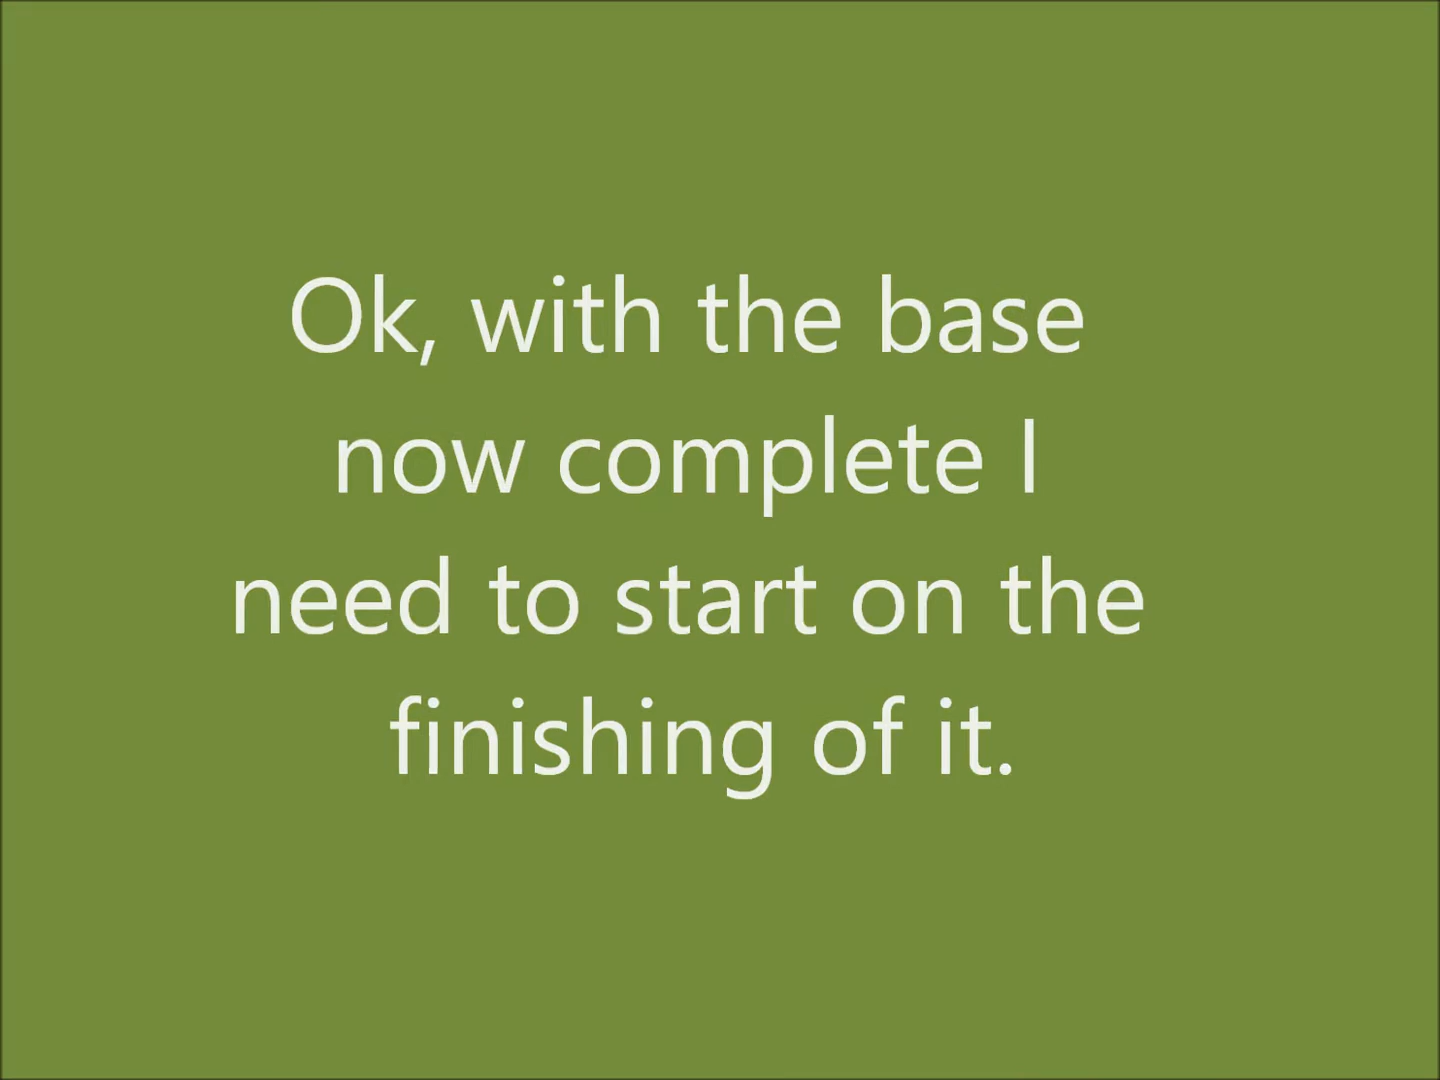 Ok, with the base
now complete I
need to start on the
finishing of it.